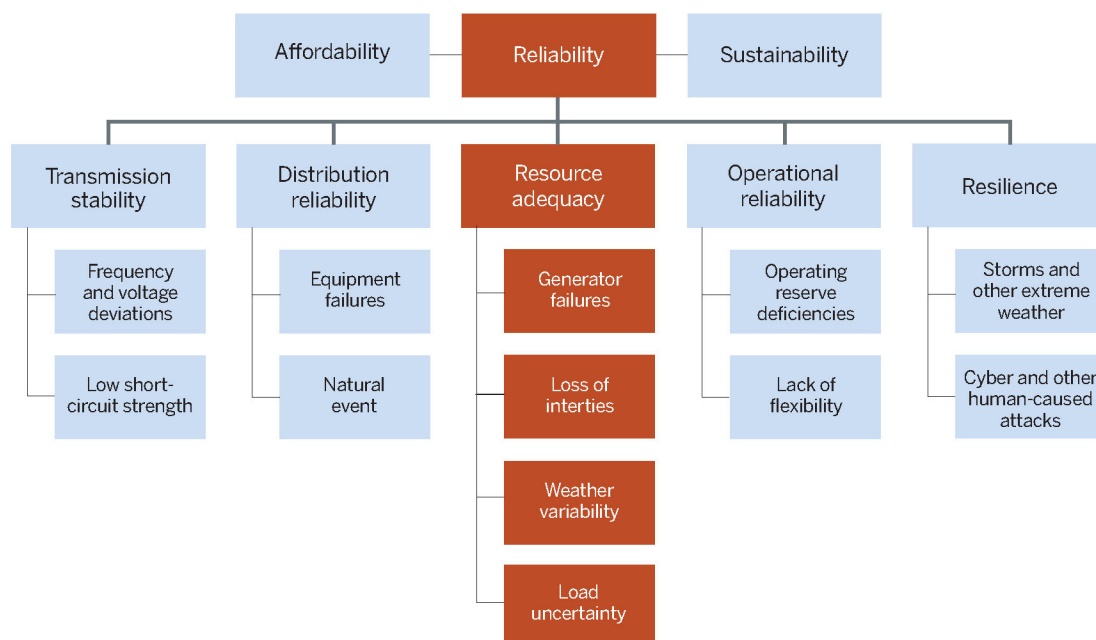 Affordability
Reliability
Sustainability
Transmission
stability
Distribution
reliability
Resource
adequacy
Operational
reliability
Resilience
Frequency
and voltage
deviations
Equipment
failures
Generator
failures
Operating
reserve
deficiencies
Storms and
other extreme
weather
Low short-
circuit strength
Natural
event
Loss of
interties
Lack of
flexibility
Cyber and other
human-caused
attacks
Weather
variability
Load
uncertainty